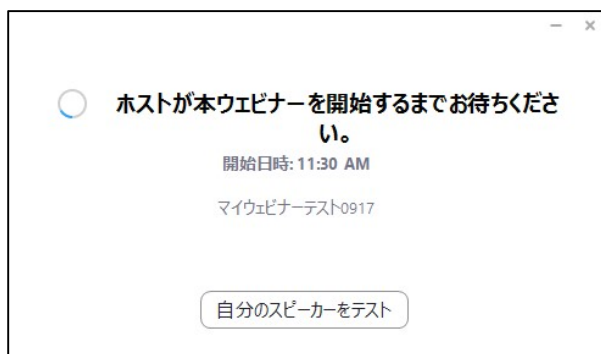 ホストが本ウェビナーを開始するまでお待ちくださ
い。
開始日時: 11:30 AM
マイウェビナーテスト0917
自分のスピーカーをテスト